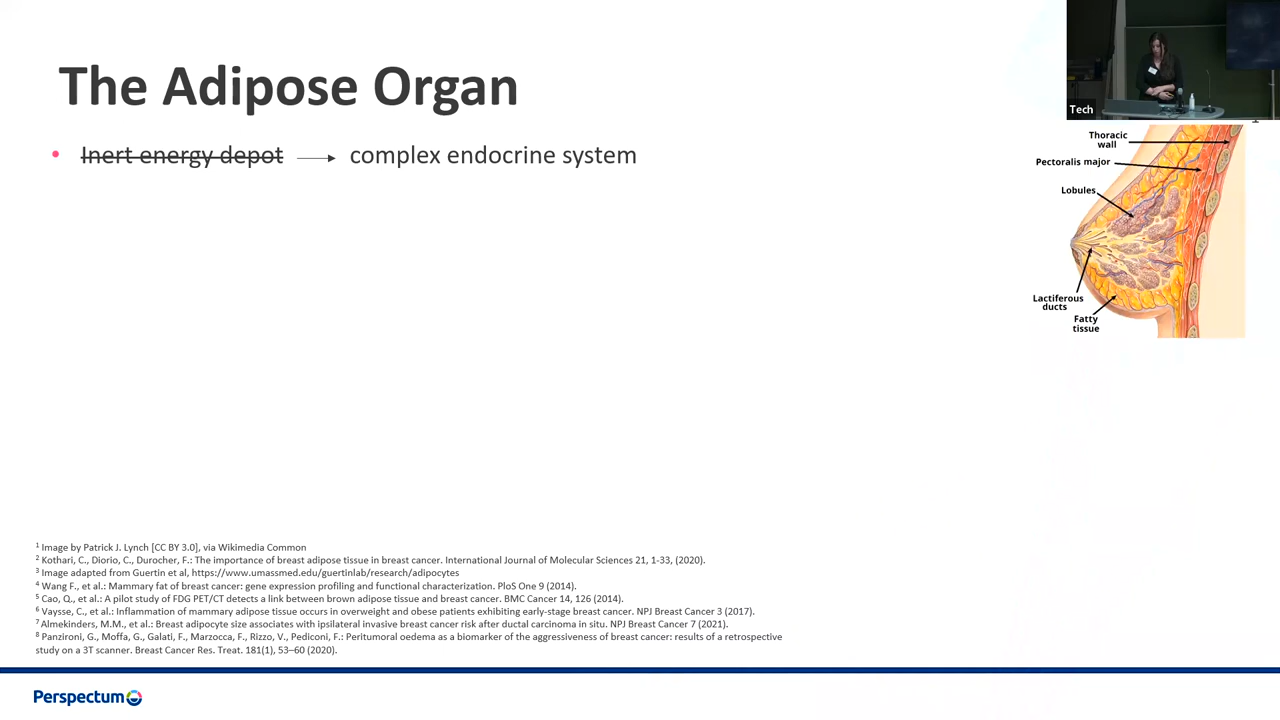 The Adipose Organ
Tech
• Inert energy depot → complex endocrine system
Thoracic
wall
Pectoralis major
Lobules
Lactiferous
ducts
Fatty
tissue
1 Image by Patrick J. Lynch [CC BY 3.0], via Wikimedia Common
2 Kothari, C., Diorio, C., Durocher, F.: The importance of breast adipose tissue in breast cancer. International Journal of Molecular Sciences 21, 1-33, (2020).
3 Image adapted from Guertin et al, https://www.umassmed.edu/guertinlab/research/adipocytes
4 Wang F., et al.: Mammary fat of breast cancer: gene expression profiling and functional characterization. PloS One 9 (2014).
5 Cao, Q., et al.: A pilot study of FDG PET/CT detects a link between brown adipose tissue and breast cancer. BMC Cancer 14, 126 (2014).
6 Vaysse, C., et al.: Inflammation of mammary adipose tissue occurs in overweight and obese patients exhibiting early-stage breast cancer. NPJ Breast Cancer 3 (2017).
7 Almekinders, M.M., et al.: Breast adipocyte size associates with ipsilateral invasive breast cancer risk after ductal carcinoma in situ. NPJ Breast Cancer 7 (2021).
8 Panzironi, G., Moffa, G., Galati, F., Marzocca, F., Rizzo, V., Pediconi, F.: Peritumoral oedema as a biomarker of the aggressiveness of breast cancer: results of a retrospective
study on a 3T scanner. Breast Cancer Res. Treat. 181(1), 53–60 (2020).
Perspectum